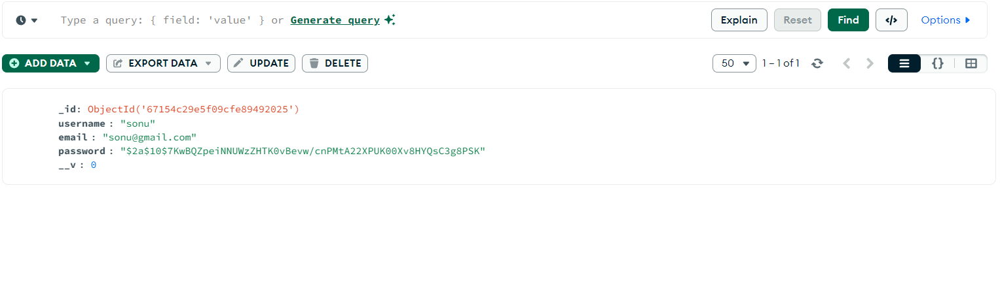 Type a query: { field: 'value' } or Generate query
Explain Reset Find </> Options
ADD DATA EXPORT DATA UPDATE DELETE
50 1 – 1 of 1 {}
_id: ObjectId('67154c29e5f09cfe89492025')
username : "sonu"
email : "sonu@gmail.com"
password : "$2a$10$7KwBQZpeiNNUWzZHTK0vBevw/cnPMtA22XPUK00Xv8HYQsC3g8PSK"
__v : 0